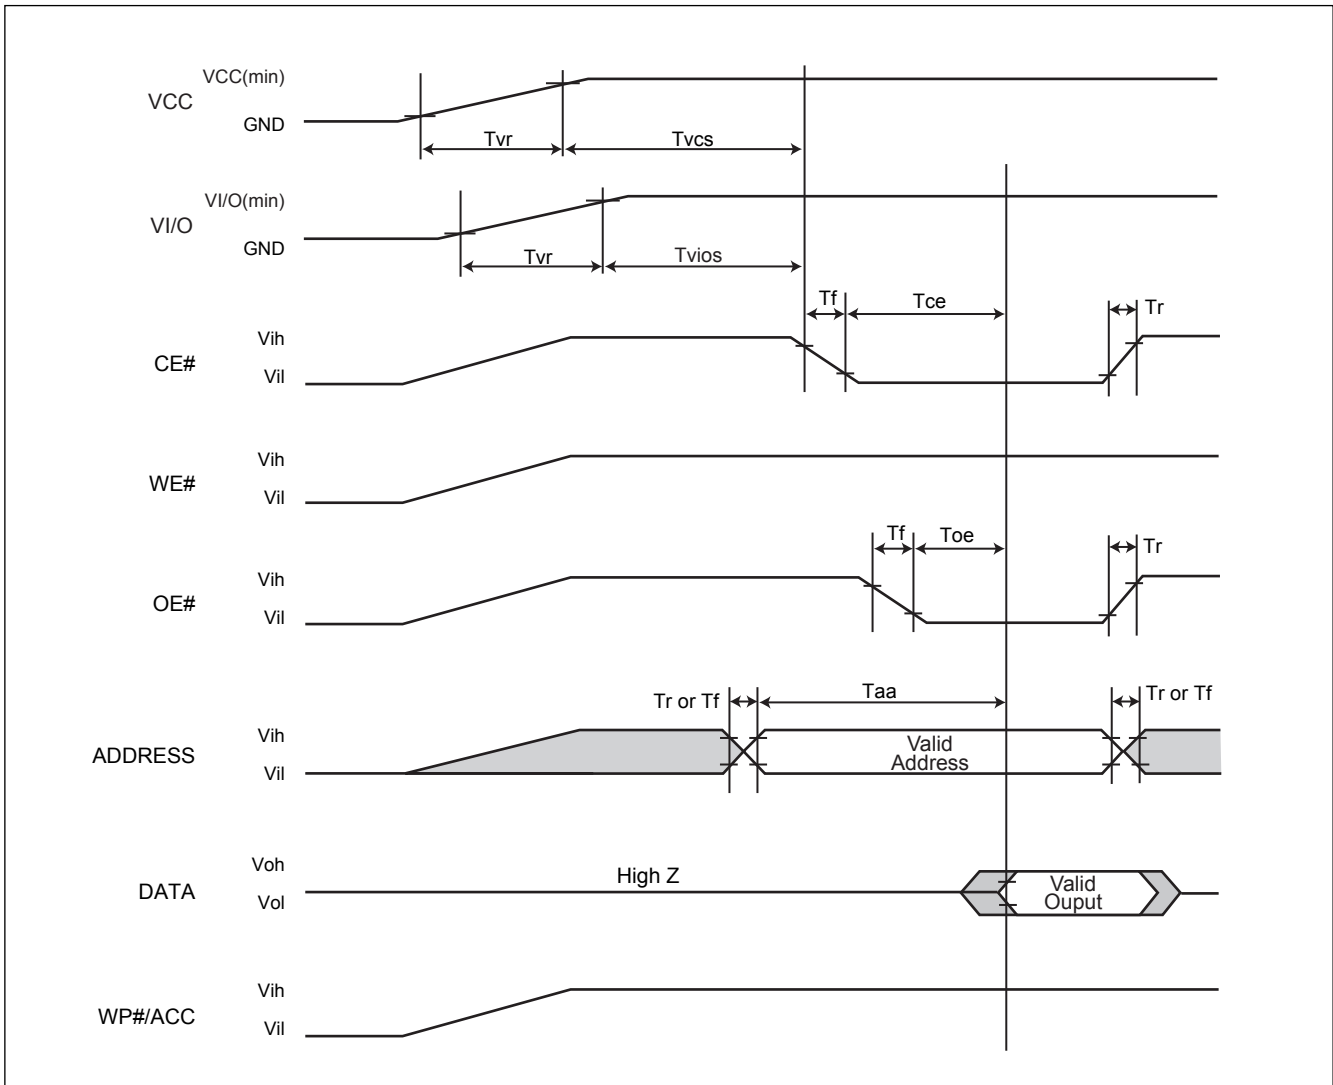 VCC(min)
VCC
GND
Tvr
Tvcs
VI/O(min)
VI/O
GND
Tvr
Tvios
Tf
Tce
Tr
Vih
CE#
Vil
Vih
WE#
Vil
Tf
Toe
Tr
Vih
OE#
Vil
Tr or Tf
Taa
Tr or Tf
Vih
ADDRESS
Vil
Valid
Address
Voh
DATA
Vol
High Z
Valid
Ouput
Vih
WP#/ACC
Vil